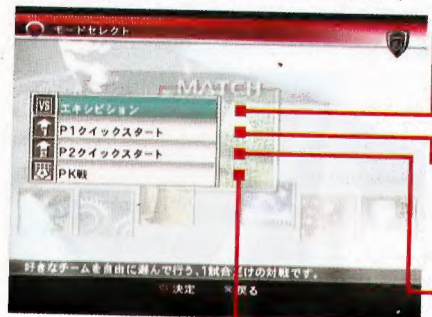 モードセレクト
MATCH
VS エキシビション
P1クイックスタート
P2クイックスタート
PK戦
好きなチームを自由に選んで行う、1試合だけの対戦です。
○ 決定 × 戻る